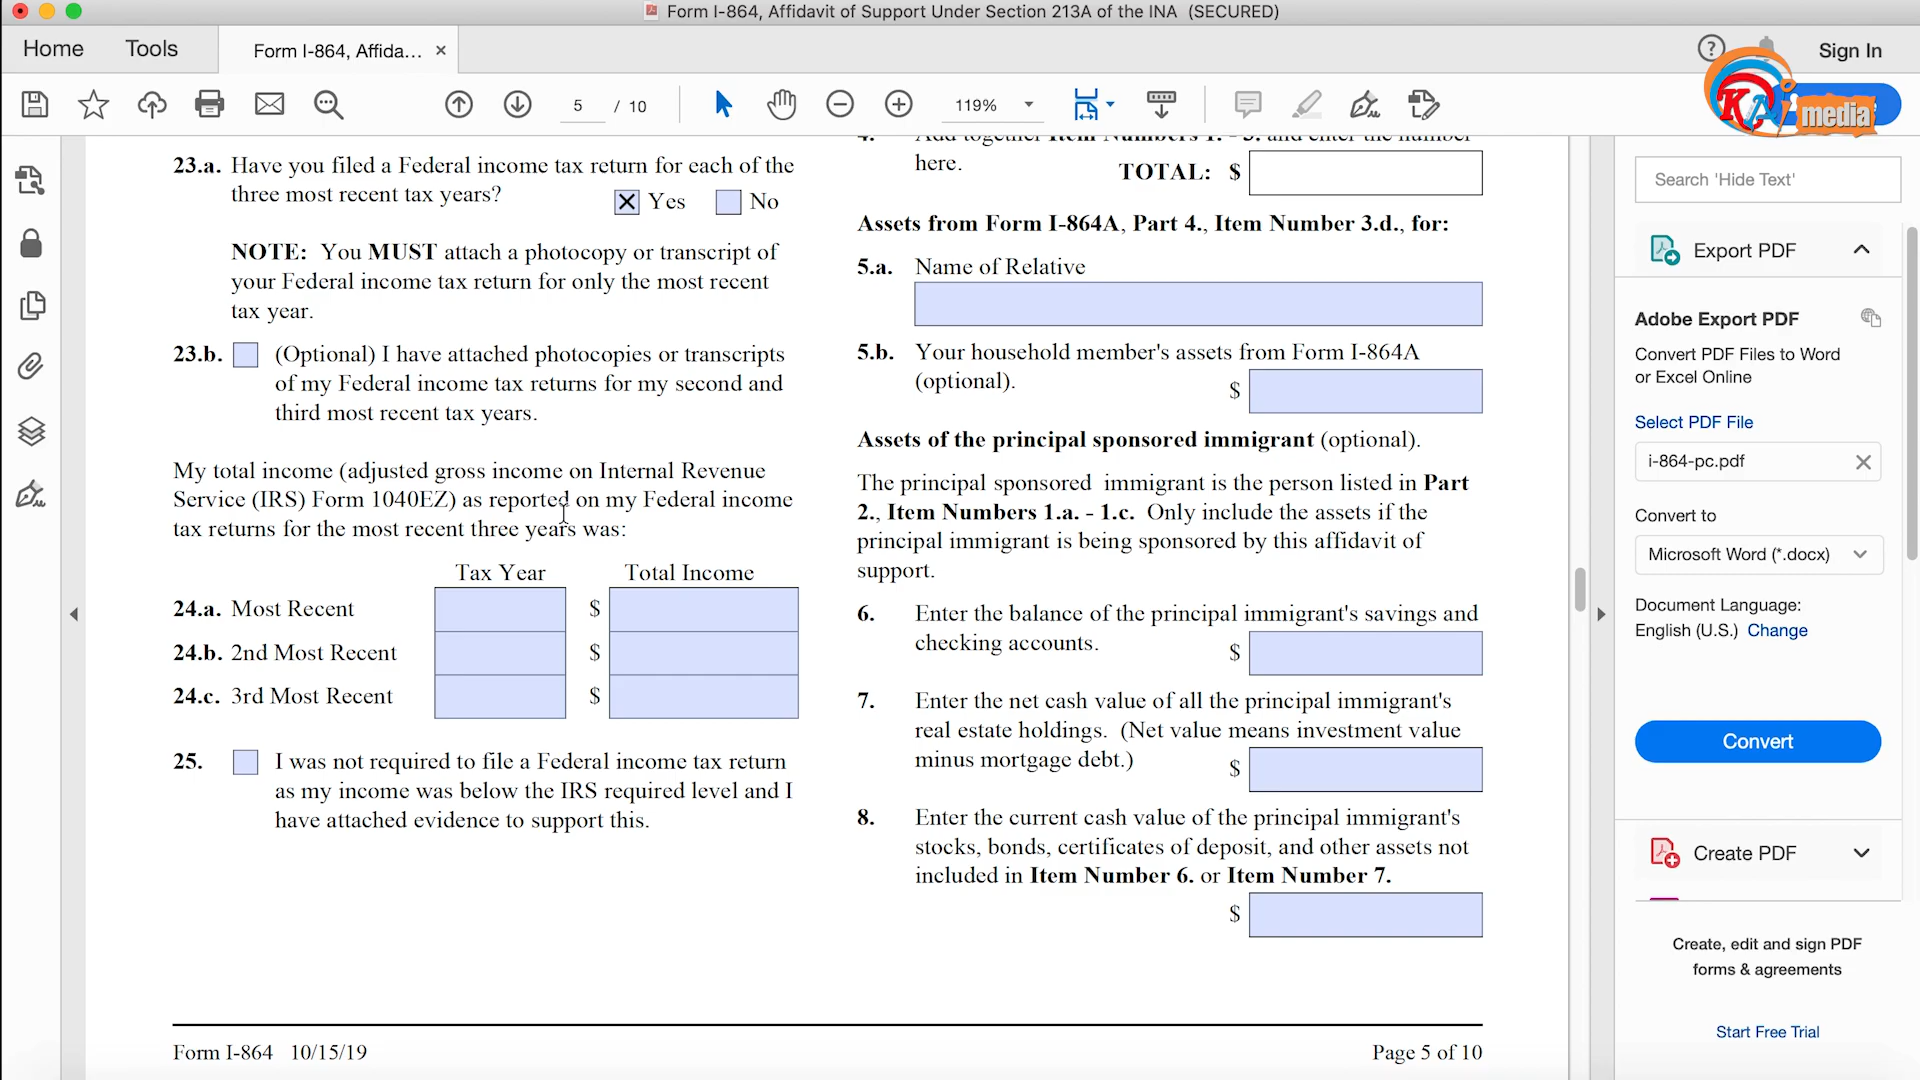 Form I-864, Affidavit of Support Under Section 213A of the INA (SECURED)
Home
Tools
Form I-864, Affida... ×
?
Sign In
KAi media
5 / 10
119%
23.a. Have you filed a Federal income tax return for each of the
three most recent tax years?
Yes
No
NOTE: You MUST attach a photocopy or transcript of
your Federal income tax return for only the most recent
tax year.
23.b. (Optional) I have attached photocopies or transcripts
of my Federal income tax returns for my second and
third most recent tax years.
My total income (adjusted gross income on Internal Revenue
Service (IRS) Form 1040EZ) as reported on my Federal income
tax returns for the most recent three years was:
Tax Year Total Income
24.a. Most Recent $
24.b. 2nd Most Recent $
24.c. 3rd Most Recent $
25. I was not required to file a Federal income tax return
as my income was below the IRS required level and I
have attached evidence to support this.
4. Add together Item Numbers 1. - 3. and enter the number
here. TOTAL: $
Assets from Form I-864A, Part 4., Item Number 3.d., for:
5.a. Name of Relative
5.b. Your household member's assets from Form I-864A
(optional). $
Assets of the principal sponsored immigrant (optional).
The principal sponsored immigrant is the person listed in Part
2., Item Numbers 1.a. - 1.c. Only include the assets if the
principal immigrant is being sponsored by this affidavit of
support.
6. Enter the balance of the principal immigrant's savings and
checking accounts. $
7. Enter the net cash value of all the principal immigrant's
real estate holdings. (Net value means investment value
minus mortgage debt.) $
8. Enter the current cash value of the principal immigrant's
stocks, bonds, certificates of deposit, and other assets not
included in Item Number 6. or Item Number 7.
$
Form I-864 10/15/19
Page 5 of 10
Search 'Hide Text'
Export PDF
Adobe Export PDF
Convert PDF Files to Word
or Excel Online
Select PDF File
i-864-pc.pdf
Convert to
Microsoft Word (*.docx)
Document Language:
English (U.S.) Change
Convert
Create PDF
Create, edit and sign PDF
forms & agreements
Start Free Trial